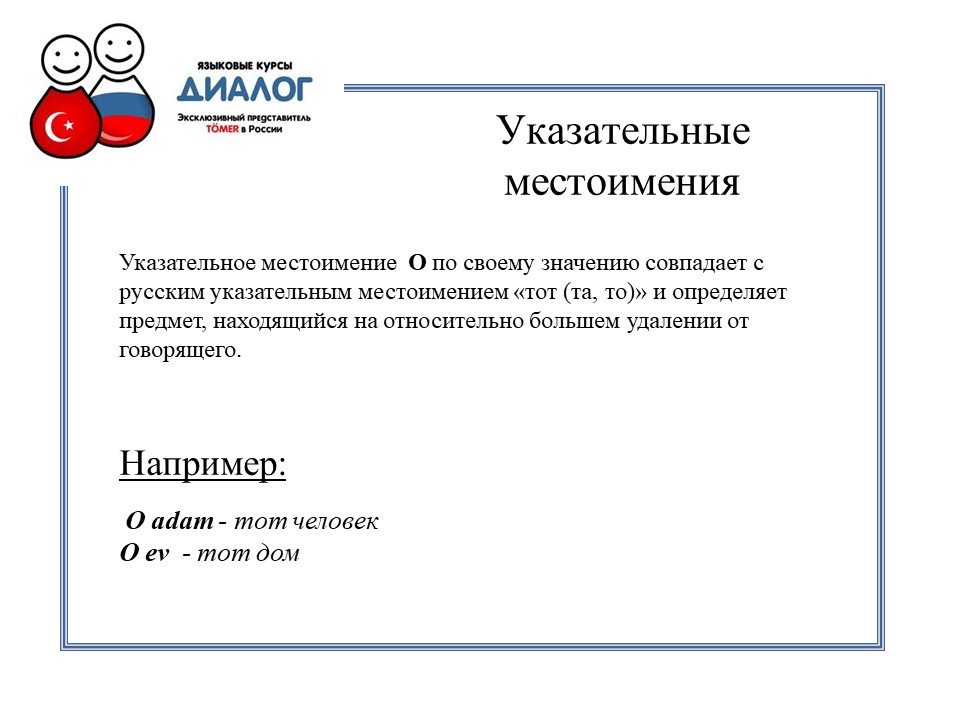 ЯЗЫКОВЫЕ КУРСЫ
ДИАЛОГ
Эксклюзивный представитель
TÖMER в России
Указательные
местоимения
Указательное местоимение О по своему значению совпадает с
русским указательным местоимением «тот (та, то)» и определяет
предмет, находящийся на относительно большем удалении от
говорящего.
Например:
O adam - тот человек
O ev - тот дом